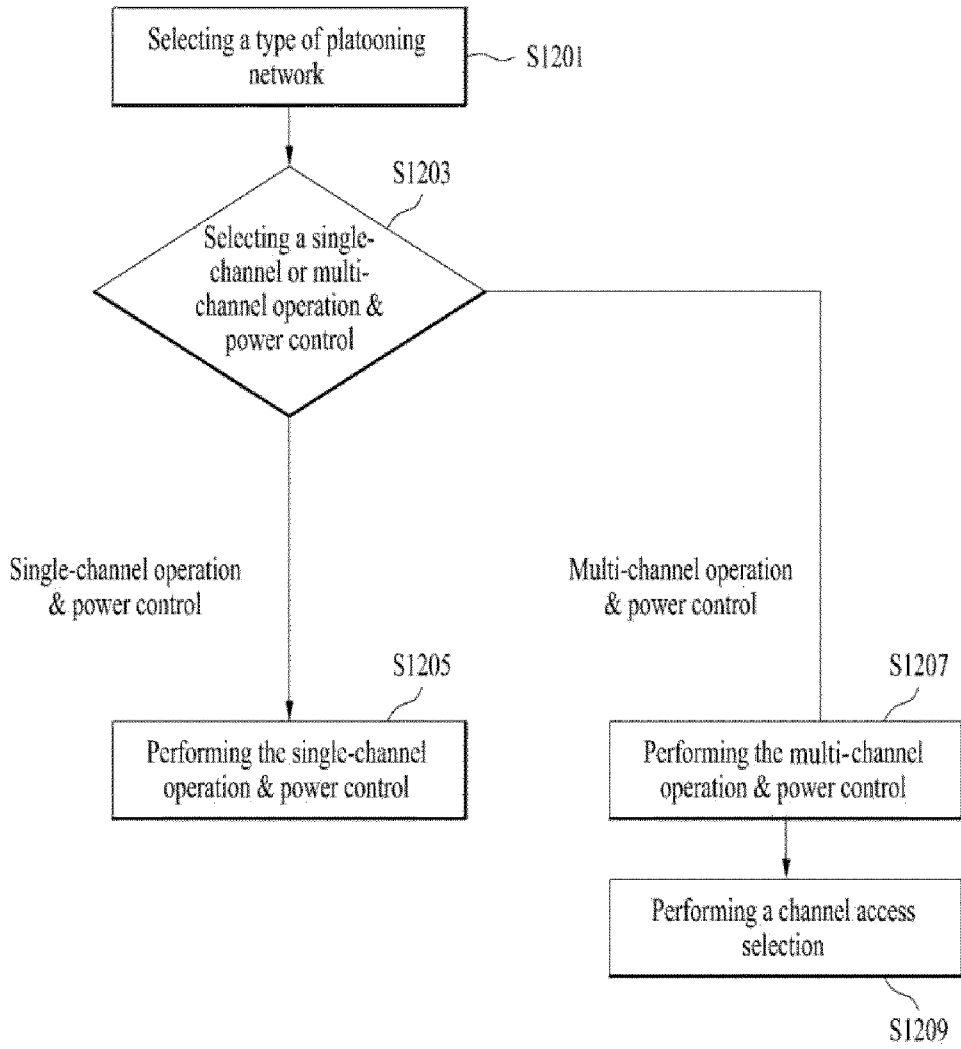 Selecting a type of platooning
network
S1201
S1203
Selecting a single-
channel or multi-
channel operation &
power control
Single-channel operation
& power control
Multi-channel operation
& power control
S1205
S1207
Performing the single-channel
operation & power control
Performing the multi-channel
operation & power control
Performing a channel access
selection
S1209